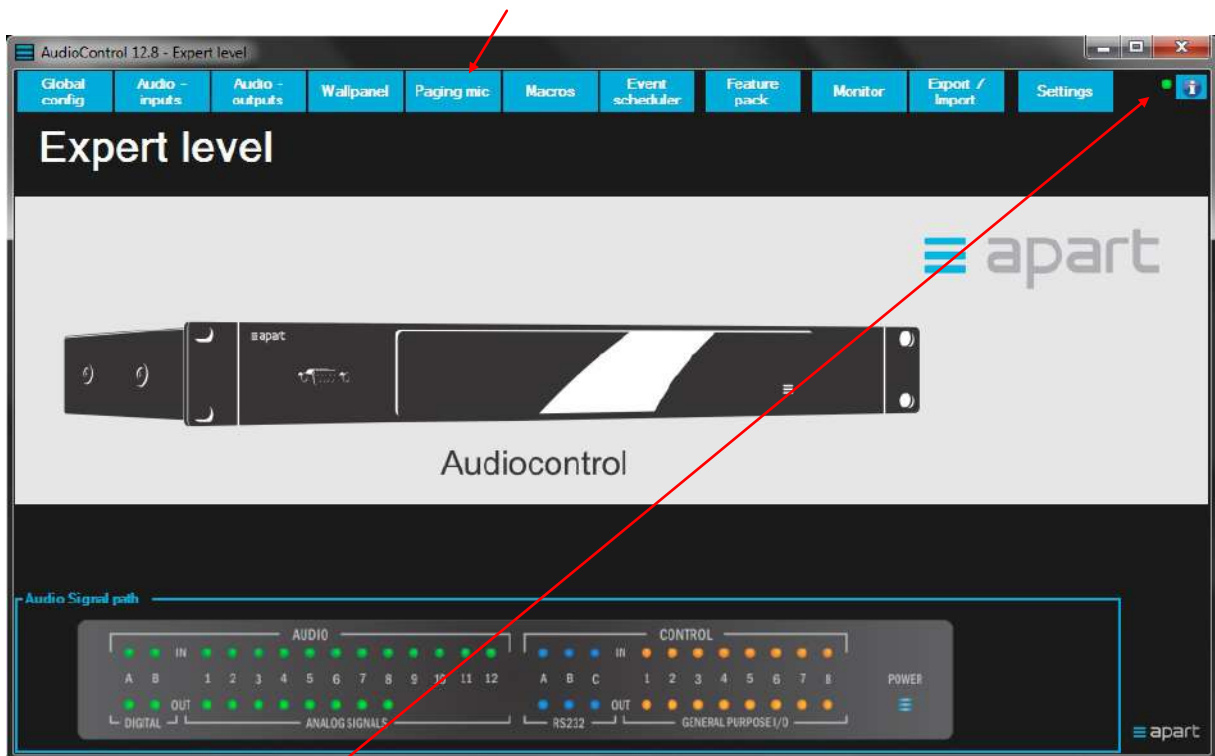 AudioControl 12.8 - Expert level
Global config
Audio - inputs
Audio - outputs
Wallpanel
Paging mic
Macros
Event scheduler
Feature pack
Monitor
Export / Import
Settings
Expert level
apart
apart
Audiocontrol
Audio Signal path
AUDIO CONTROL
IN IN
A B 1 2 3 4 5 6 7 8 9 10 11 12 A B C 1 2 3 4 5 6 7 8 POWER
OUT OUT
DIGITAL ANALOG SIGNALS RS232 GENERAL PURPOSE I/O
apart